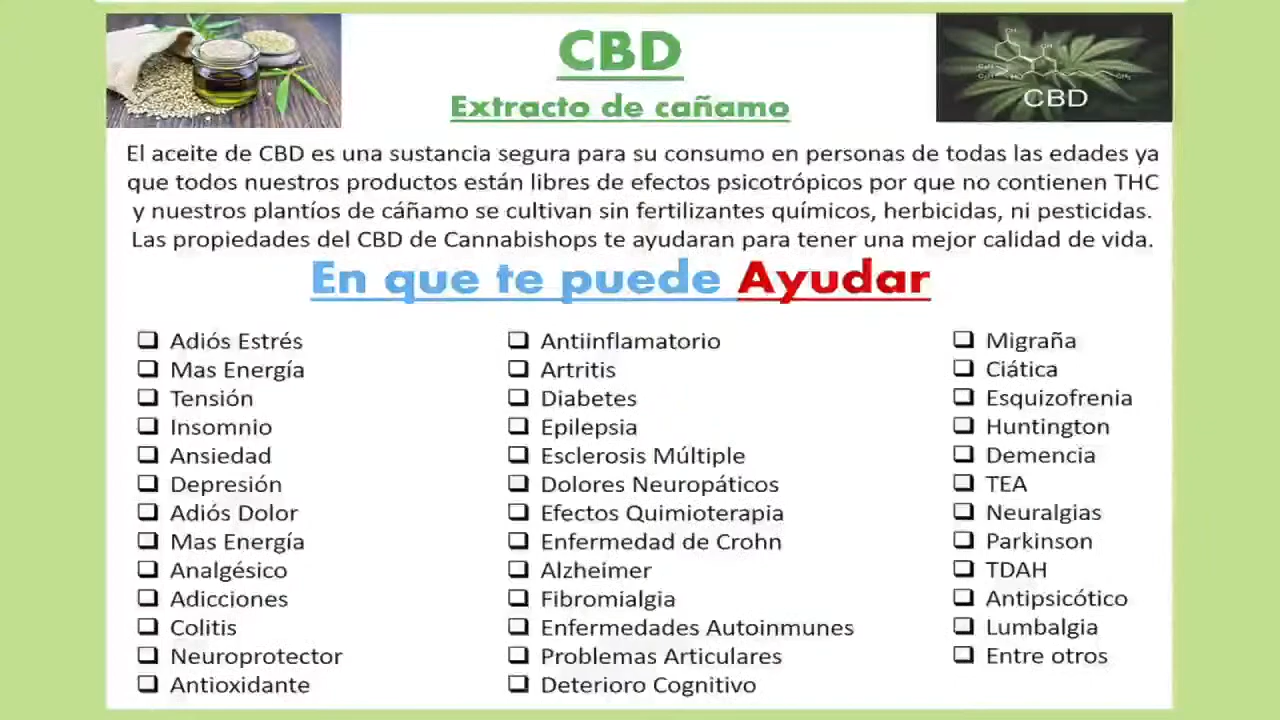 CBD
Extracto de cañamo
CBD
El aceite de CBD es una sustancia segura para su consumo en personas de todas las edades ya
que todos nuestros productos están libres de efectos psicotrópicos por que no contienen THC
y nuestros plantíos de cáñamo se cultivan sin fertilizantes químicos, herbicidas, ni pesticidas.
Las propiedades del CBD de Cannabishops te ayudaran para tener una mejor calidad de vida.
En que te puede Ayudar
Adiós Estrés
Mas Energía
Tensión
Insomnio
Ansiedad
Depresión
Adiós Dolor
Mas Energía
Analgésico
Adicciones
Colitis
Neuroprotector
Antioxidante
Antiinflamatorio
Artritis
Diabetes
Epilepsia
Esclerosis Múltiple
Dolores Neuropáticos
Efectos Quimioterapia
Enfermedad de Crohn
Alzheimer
Fibromialgia
Enfermedades Autoinmunes
Problemas Articulares
Deterioro Cognitivo
Migraña
Ciática
Esquizofrenia
Huntington
Demencia
TEA
Neuralgias
Parkinson
TDAH
Antipsicótico
Lumbalgia
Entre otros